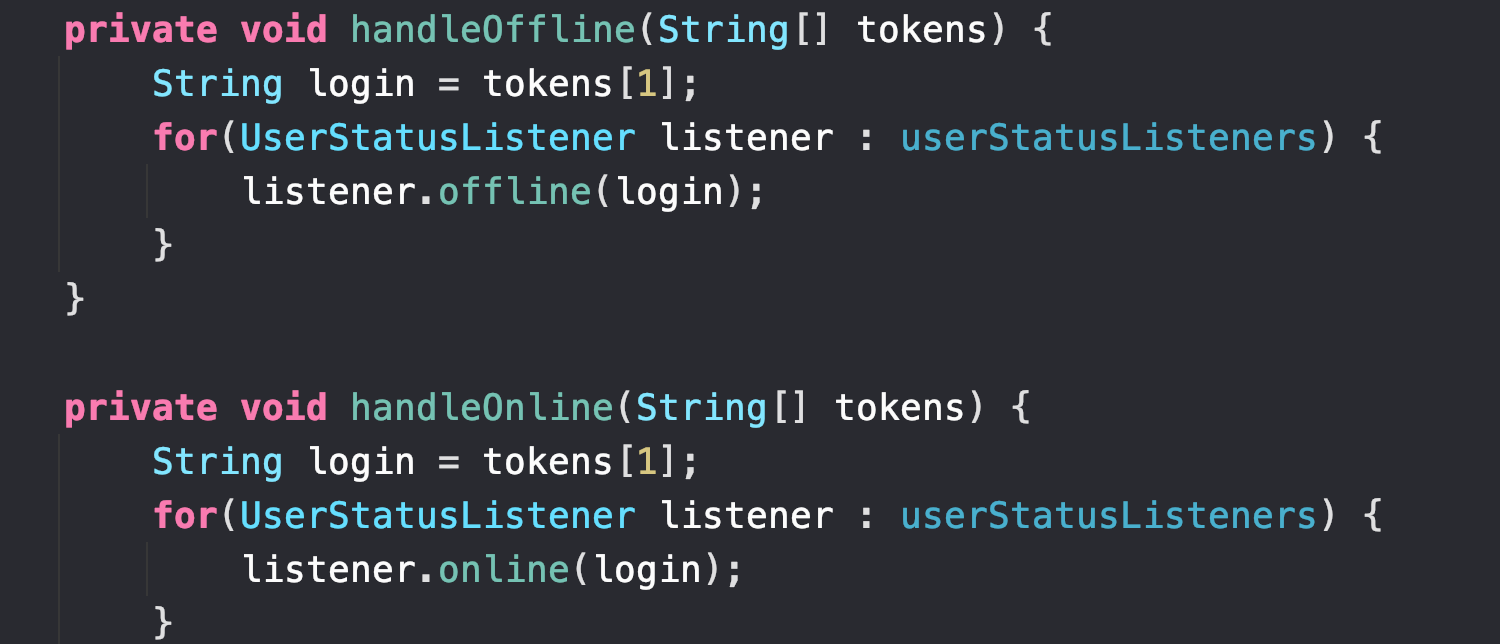 private void handleOffline(String[] tokens) {
    String login = tokens[1];
    for(UserStatusListener listener : userStatusListeners) {
        listener.offline(login);
    }
}

private void handleOnline(String[] tokens) {
    String login = tokens[1];
    for(UserStatusListener listener : userStatusListeners) {
        listener.online(login);
    }